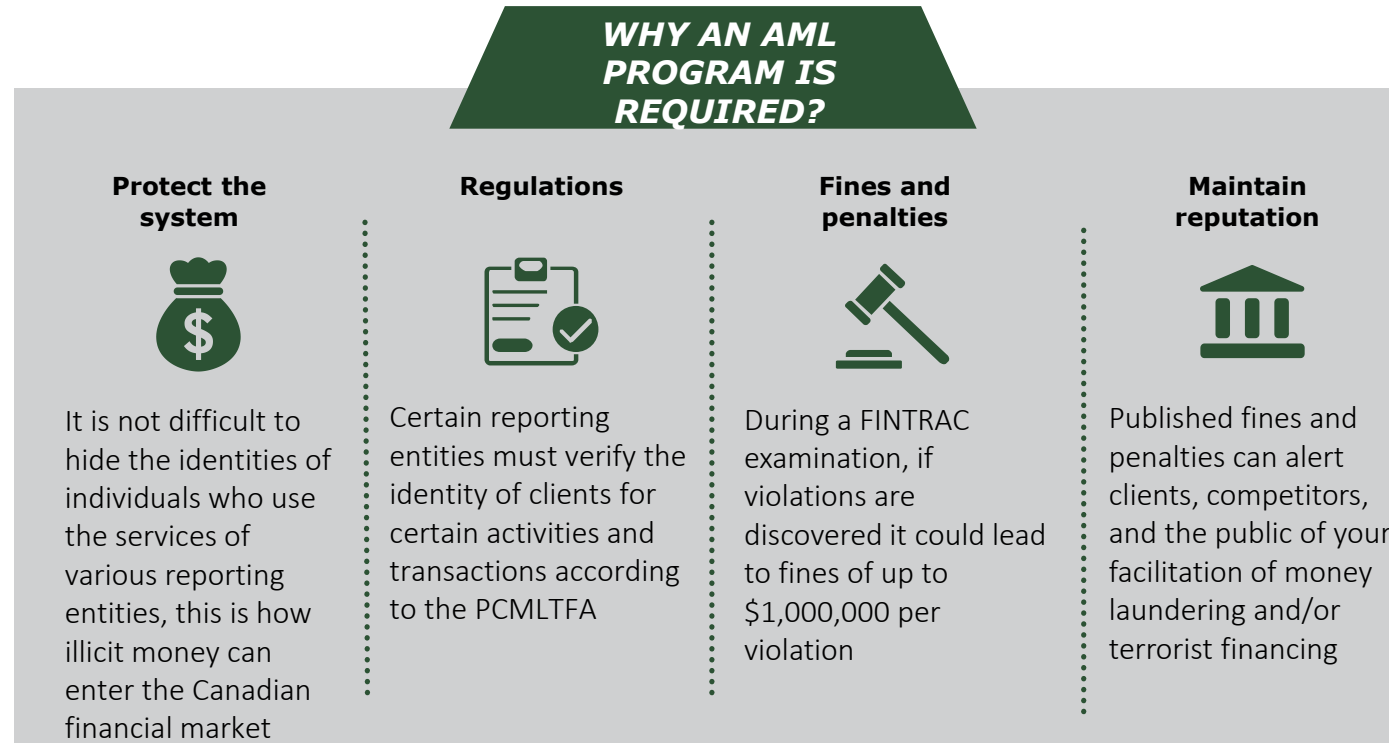 WHY AN AML
PROGRAM IS
REQUIRED?
Protect the
system
$
It is not difficult to
hide the identities of
individuals who use
the services of
various reporting
entities, this is how
illicit money can
enter the Canadian
financial market
Regulations
Certain reporting
entities must verify the
identity of clients for
certain activities and
transactions according
to the PCMLTFA
Fines and
penalties
During a FINTRAC
examination, if
violations are
discovered it could lead
to fines of up to
$1,000,000 per
violation
Maintain
reputation
Published fines and
penalties can alert
clients, competitors,
and the public of your
facilitation of money
laundering and/or
terrorist financing